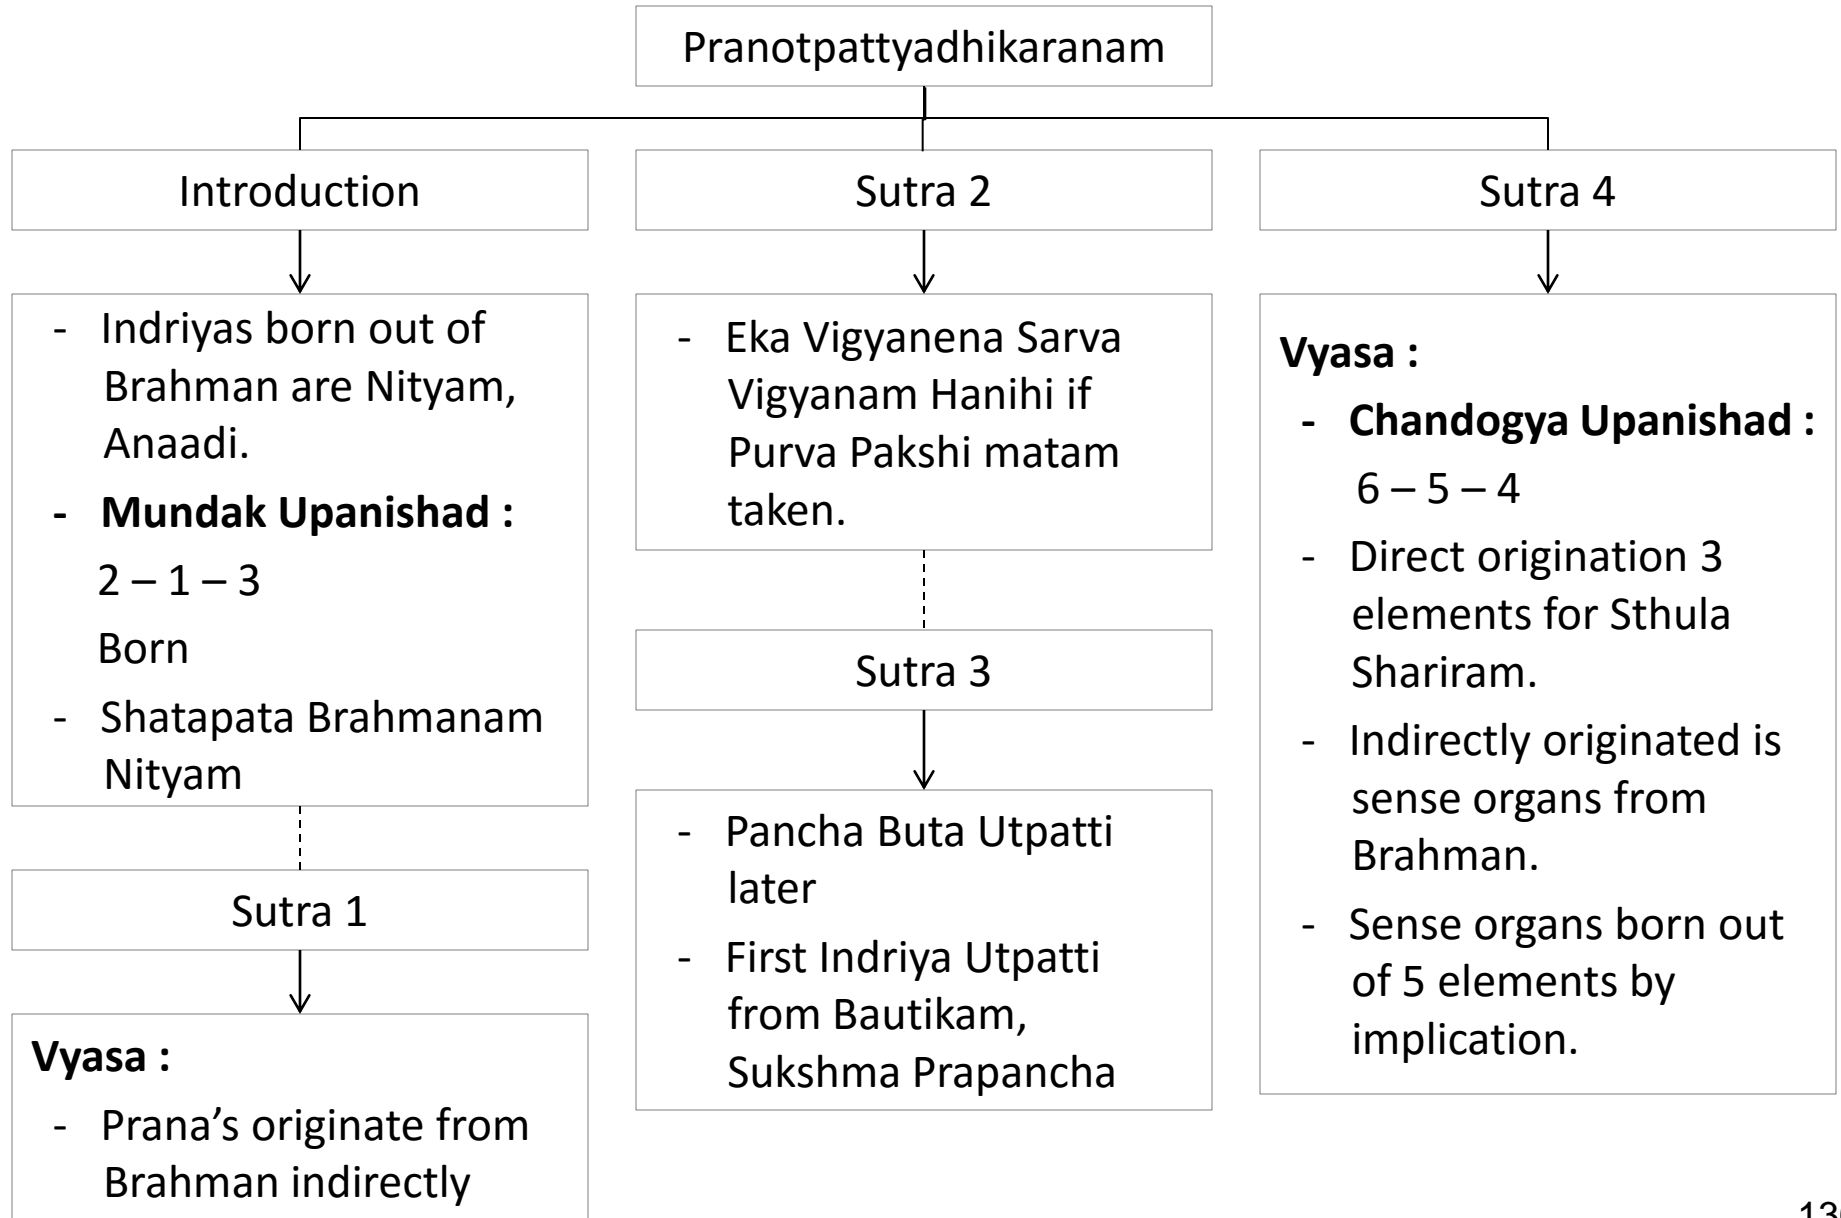 Pranotpattyadhikaranam
Introduction
- Indriyas born out of
Brahman are Nityam,
Anaadi.
- Mundak Upanishad :
2 – 1 – 3
Born
- Shatapata Brahmanam
Nityam
Sutra 1
Vyasa :
- Prana’s originate from
Brahman indirectly
Sutra 2
- Eka Vigyanena Sarva
Vigyanam Hanihi if
Purva Pakshi matam
taken.
Sutra 3
- Pancha Buta Utpatti
later
- First Indriya Utpatti
from Bautikam,
Sukshma Prapancha
Sutra 4
Vyasa :
- Chandogya Upanishad :
6 – 5 – 4
- Direct origination 3
elements for Sthula
Shariram.
- Indirectly originated is
sense organs from
Brahman.
- Sense organs born out
of 5 elements by
implication.